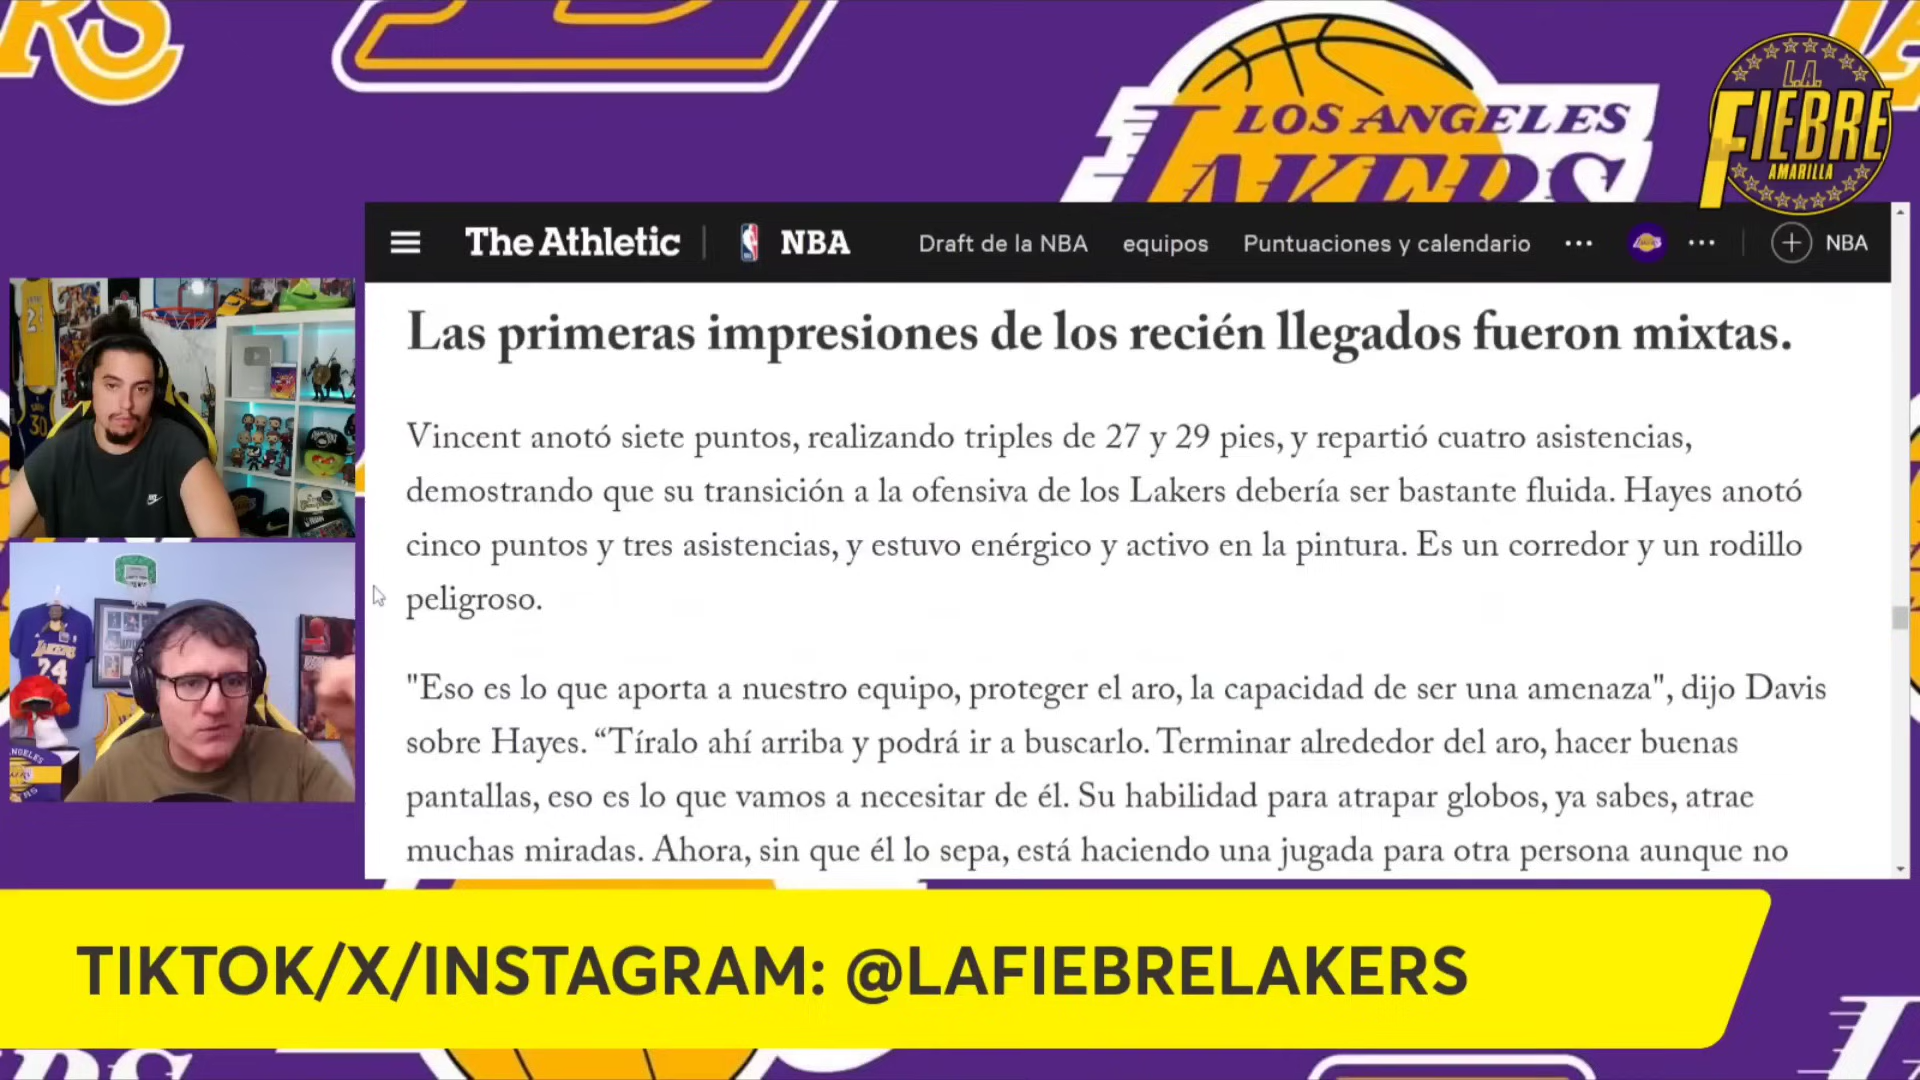 RS
LOS ANGELES
LAKERS
L.A.
FIEBRE
AMARILLA
The Athletic
NBA
Draft de la NBA
equipos
Puntuaciones y calendario
NBA
Las primeras impresiones de los recién llegados fueron mixtas.
Vincent anotó siete puntos, realizando triples de 27 y 29 pies, y repartió cuatro asistencias,
demostrando que su transición a la ofensiva de los Lakers debería ser bastante fluida. Hayes anotó
cinco puntos y tres asistencias, y estuvo enérgico y activo en la pintura. Es un corredor y un rodillo
peligroso.
"Eso es lo que aporta a nuestro equipo, proteger el aro, la capacidad de ser una amenaza", dijo Davis
sobre Hayes. “Tíralo ahí arriba y podrá ir a buscarlo. Terminar alrededor del aro, hacer buenas
pantallas, eso es lo que vamos a necesitar de él. Su habilidad para atrapar globos, ya sabes, atrae
muchas miradas. Ahora, sin que él lo sepa, está haciendo una jugada para otra persona aunque no
30
LAKERS
24
TIKTOK/X/INSTAGRAM: @LAFIEBRELAKERS